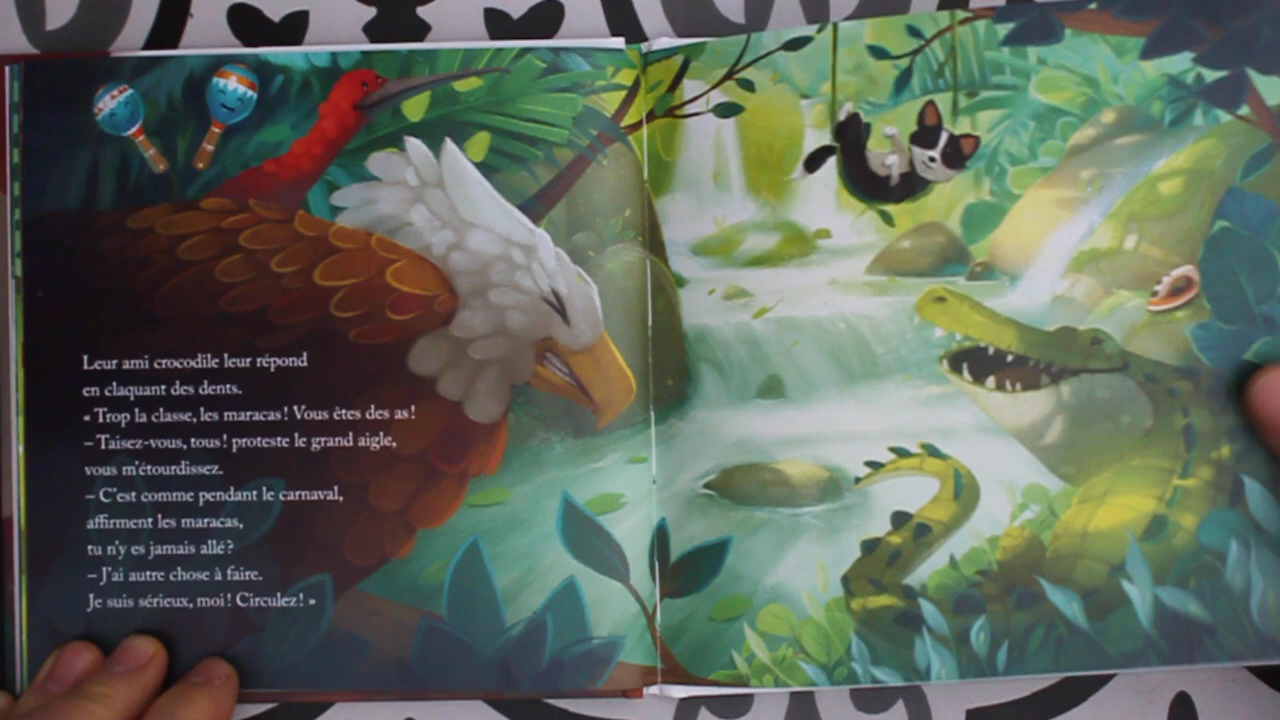 Leur ami crocodile leur répond
en claquant des dents.
« Trop la classe, les maracas ! Vous êtes des as !
– Taisez-vous, tous ! proteste le grand aigle,
vous m'étourdissez.
– C'est comme pendant le carnaval,
affirment les maracas,
tu n'y es jamais allé ?
– J'ai autre chose à faire.
Je suis sérieux, moi ! Circulez ! »